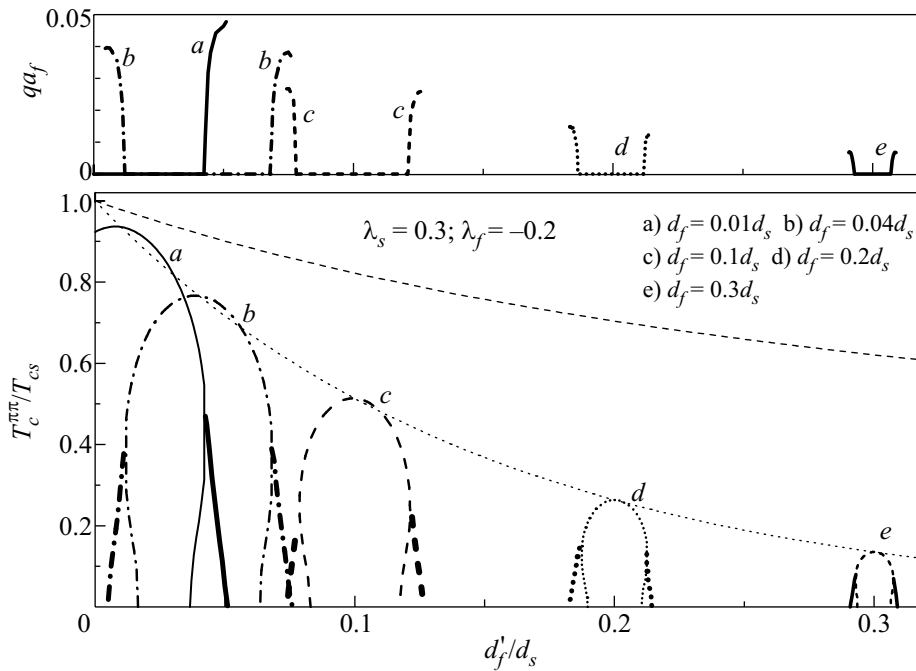 0.05
qa_f
0
b
a
b
c
c
d
e
1.0
0.8
0.6
0.4
0.2
T_c^{ππ}/T_{cs}
λ_s = 0.3; λ_f = –0.2
a) d_f = 0.01d_s b) d_f = 0.04d_s
c) d_f = 0.1d_s d) d_f = 0.2d_s
e) d_f = 0.3d_s
a
b
c
d
e
0 0.1 0.2 0.3
d'_f/d_s